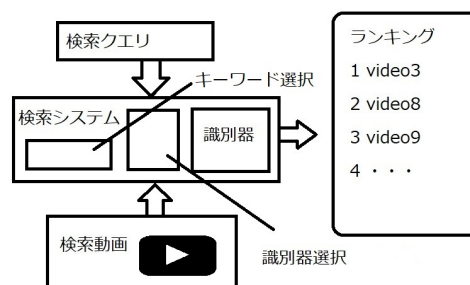 検索クエリ
キーワード選択
検索システム
識別器
検索動画
識別器選択
ランキング
1 video3
2 video8
3 video9
4 ・・・